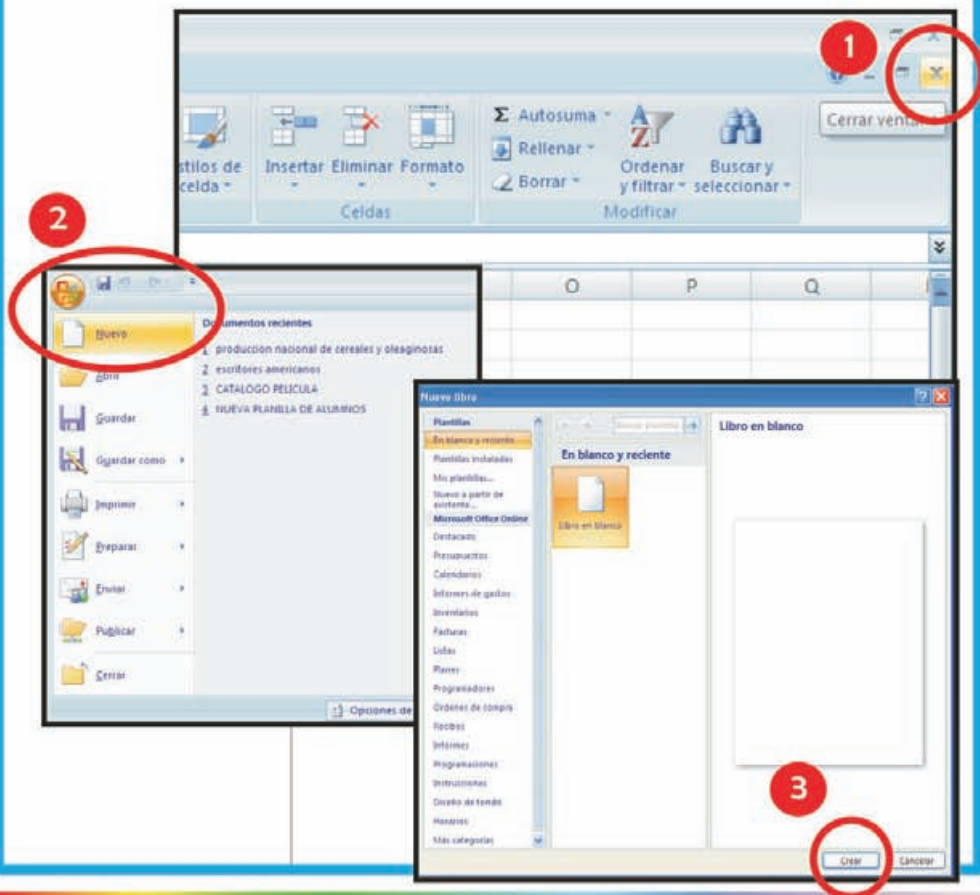 1
Cerrar
stilos de
celda
Insertar Eliminar Formato
Celdas
Σ Autosuma
Rellenar
Borrar
Ordenar
y filtrar
Buscar y
seleccionar
Modificar
2
O P Q
Nuevo
Abrir
Guardar
Guardar como
Imprimir
Preparar
Enviar
Publicar
Cerrar
Documentos recientes
1 produccion nacional de cereales y oleaginosas
2 escritores americanos
3 CATALOGO PELICULA
4 NUEVA PLANILLA DE ALUMNOS
Opciones de
Nuevo libro
Plantillas
En blanco y reciente
Plantillas instaladas
Mis plantillas...
Nuevo a partir de
existente...
Microsoft Office Online
Destacado
Presupuestos
Calendarios
Informes de gastos
Inventarios
Facturas
Listas
Planes
Programadores
Órdenes de compra
Recibos
Informes
Programaciones
Instrucciones
Diseño de fondo
Horarios
Más categorías
En blanco y reciente
Libro en blanco
Libro en blanco
3
Crear
Cancelar